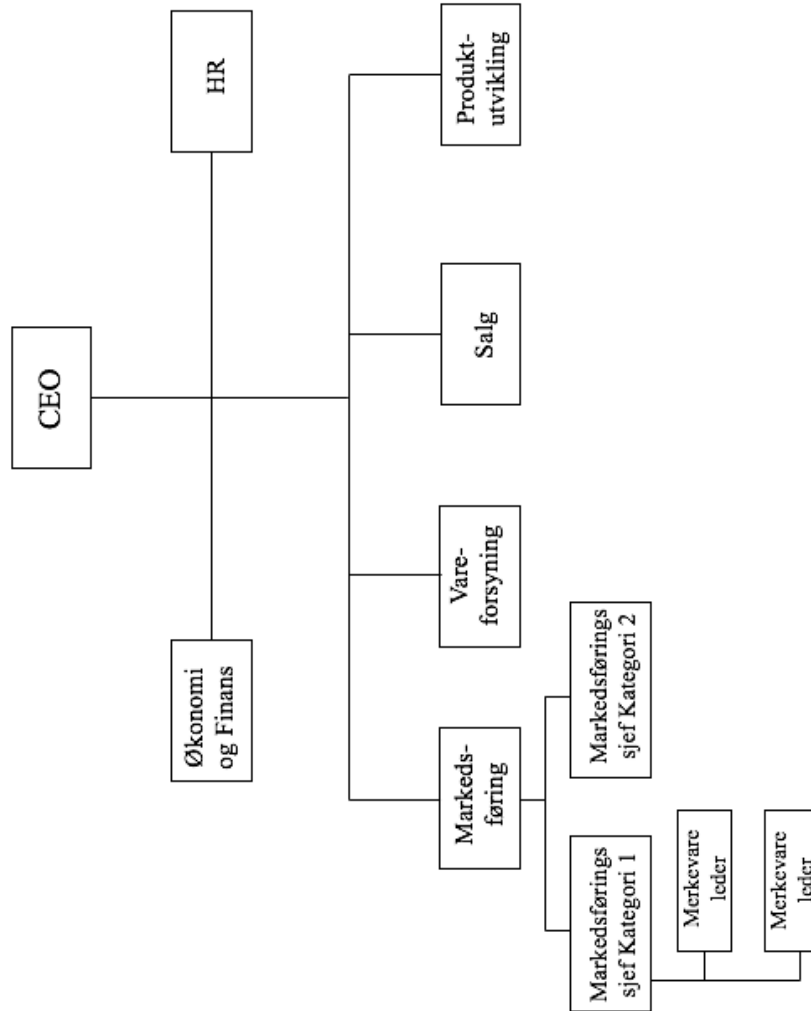 CEO
Økonomi
og Finans
HR
Markeds-
føring
Vare-
forsyning
Salg
Produkt-
utvikling
Markedsførings
sjef Kategori 1
Markedsførings
sjef Kategori 2
Merkevare
leder
Merkevare
leder